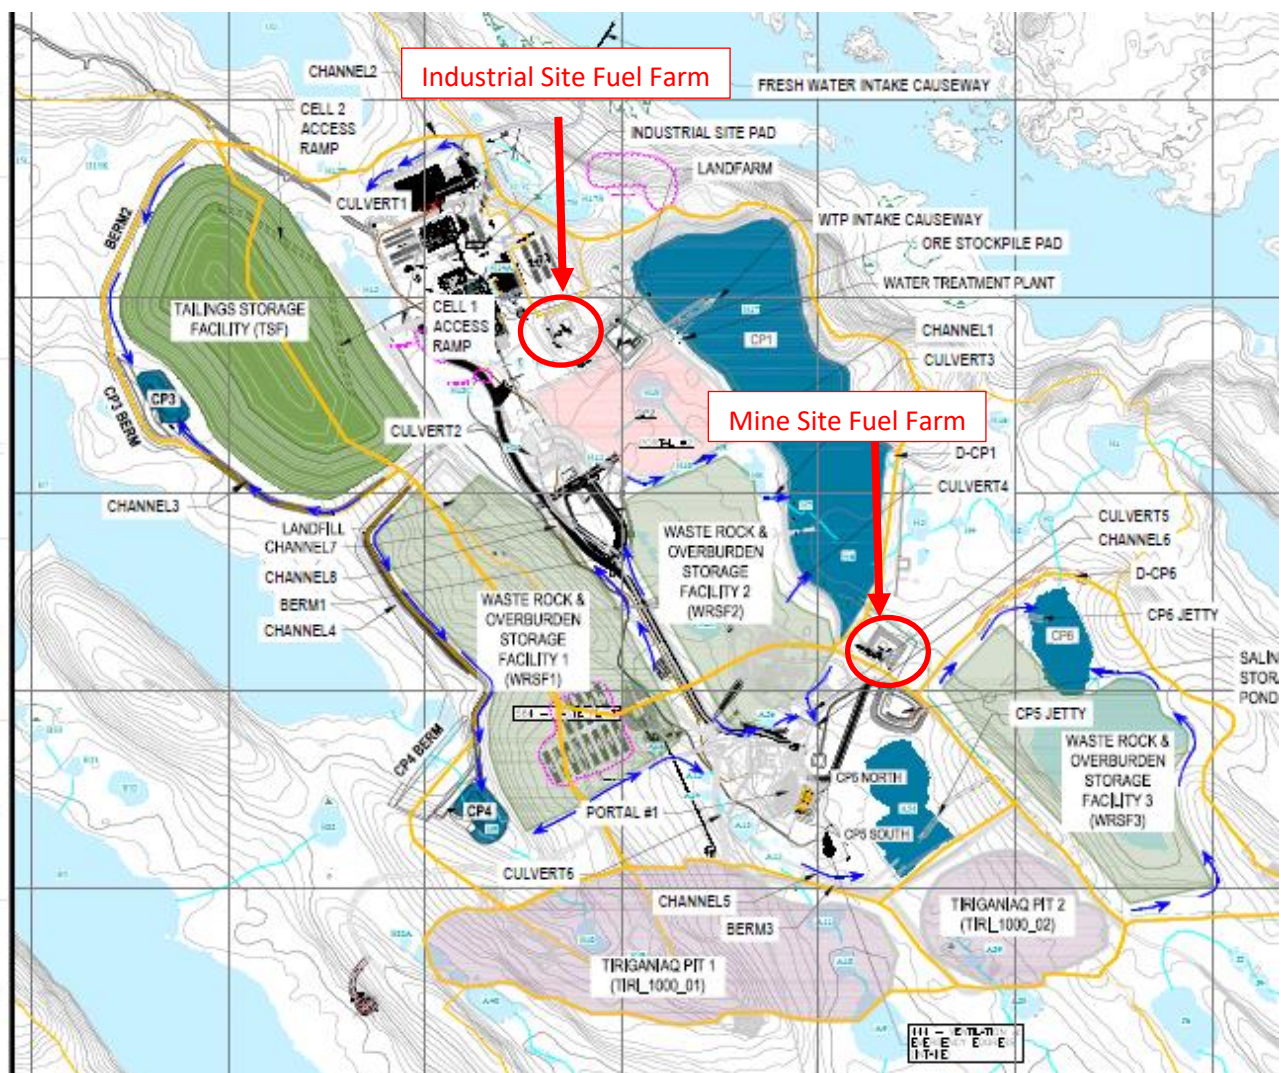 Industrial Site Fuel Farm
CHANNEL2
FRESH WATER INTAKE CAUSEWAY
CELL 2
ACCESS
RAMP
INDUSTRIAL SITE PAD
LANDFARM
CULVERT1
BERM2
WTP INTAKE CAUSEWAY
ORE STOCKPILE PAD
WATER TREATMENT PLANT
TAILINGS STORAGE
FACILITY (TSF)
CELL 1
ACCESS
RAMP
CHANNEL1
CP1
CULVERT3
CP3
CP3 BERM
Mine Site Fuel Farm
CULVERT2
D-CP1
CULVERT4
CHANNEL3
LANDFILL
CHANNEL7
CULVERT5
CHANNEL6
WASTE ROCK &
OVERBURDEN
STORAGE
FACILITY 2
(WRSF2)
CHANNEL8
D-CP6
BERM1
WASTE ROCK &
OVERBURDEN
STORAGE
FACILITY 1
(WRSF1)
CP6 JETTY
CHANNEL4
CP6
SALIN
STOR
POND
CP5 JETTY
CP4 BERM
WASTE ROCK &
OVERBURDEN
STORAGE
FACILITY 3
(WRSF3)
CP5 NORTH
CP4
PORTAL #1
CP5 SOUTH
CULVERT6
CHANNEL5
BERM3
TIRIGANIAQ PIT 2
(TIRI_1000_02)
TIRIGANIAQ PIT 1
(TIRI_1000_01)